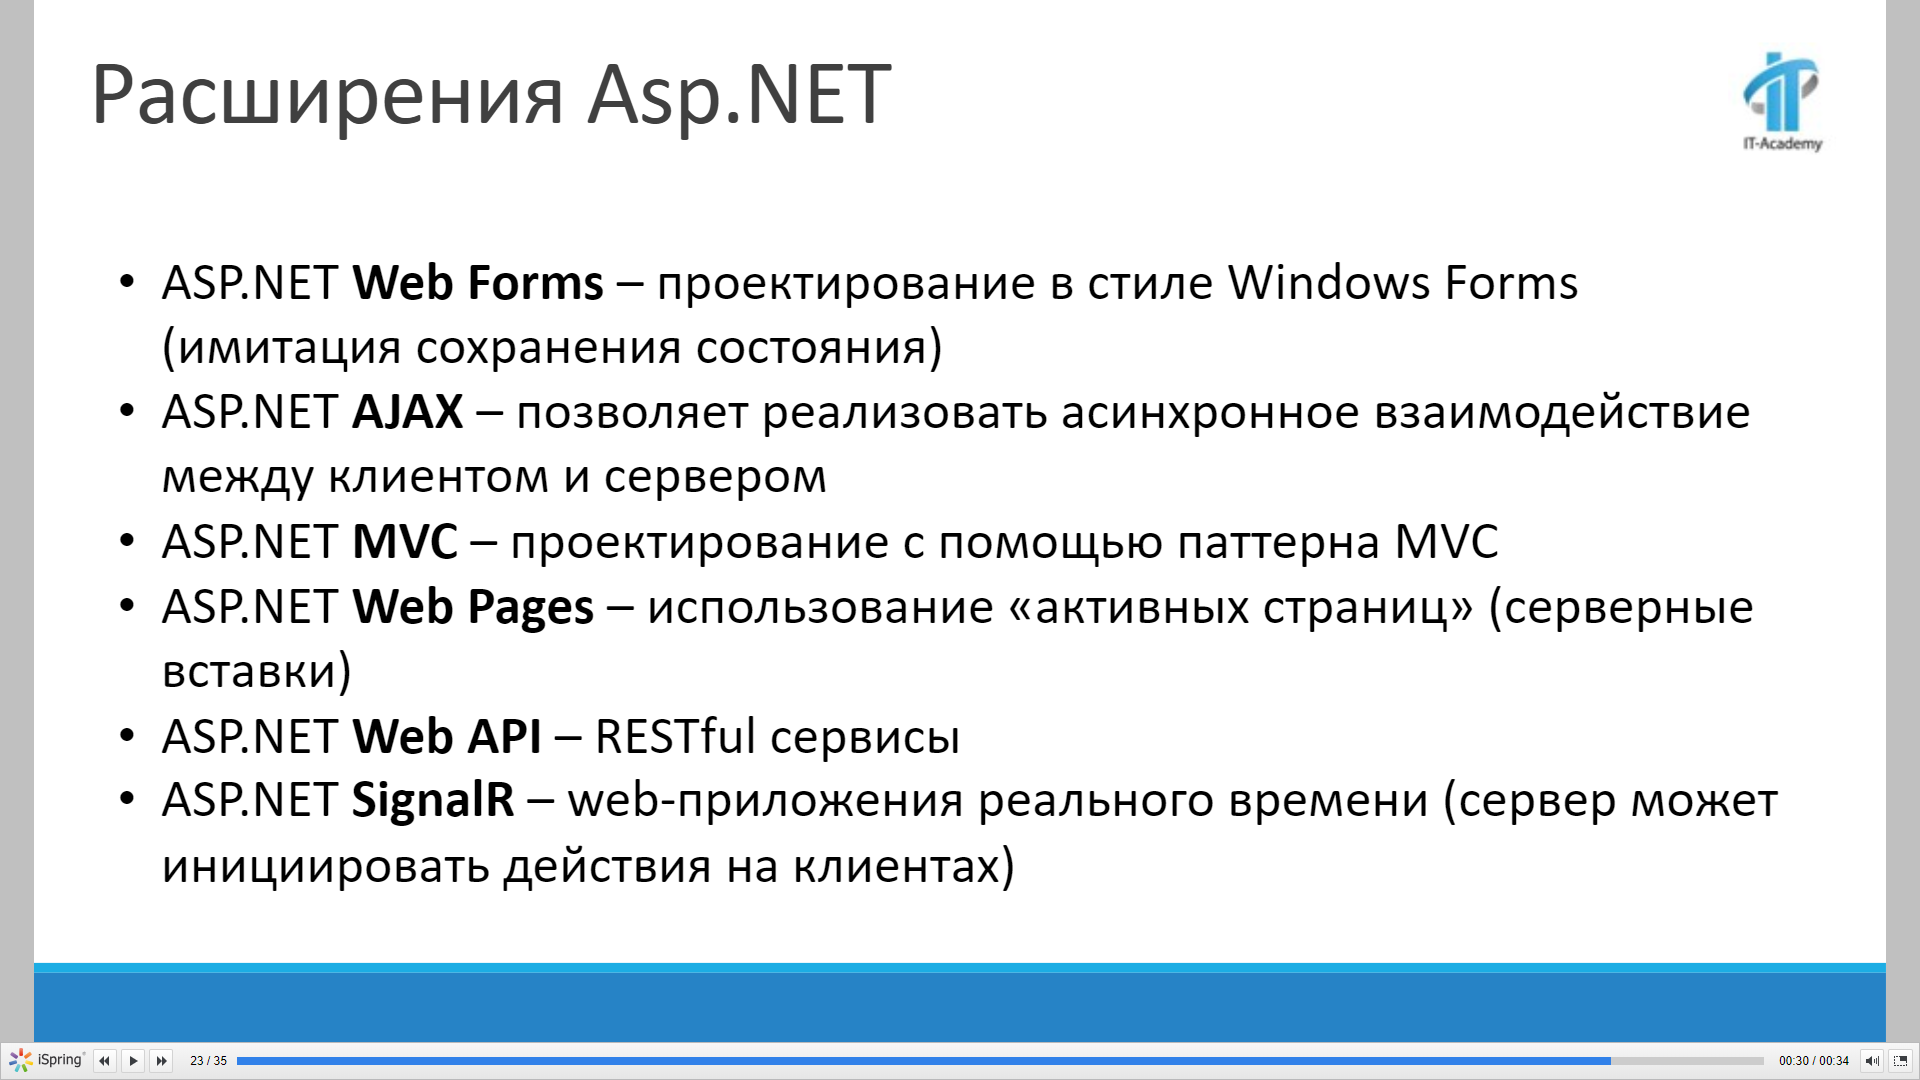 Расширения Asp.NET
IT-Academy
• ASP.NET Web Forms – проектирование в стиле Windows Forms
(имитация сохранения состояния)
• ASP.NET AJAX – позволяет реализовать асинхронное взаимодействие
между клиентом и сервером
• ASP.NET MVC – проектирование с помощью паттерна MVC
• ASP.NET Web Pages – использование «активных страниц» (серверные
вставки)
• ASP.NET Web API – RESTful сервисы
• ASP.NET SignalR – web-приложения реального времени (сервер может
инициировать действия на клиентах)
iSpring 23 / 35 00:30 / 00:34